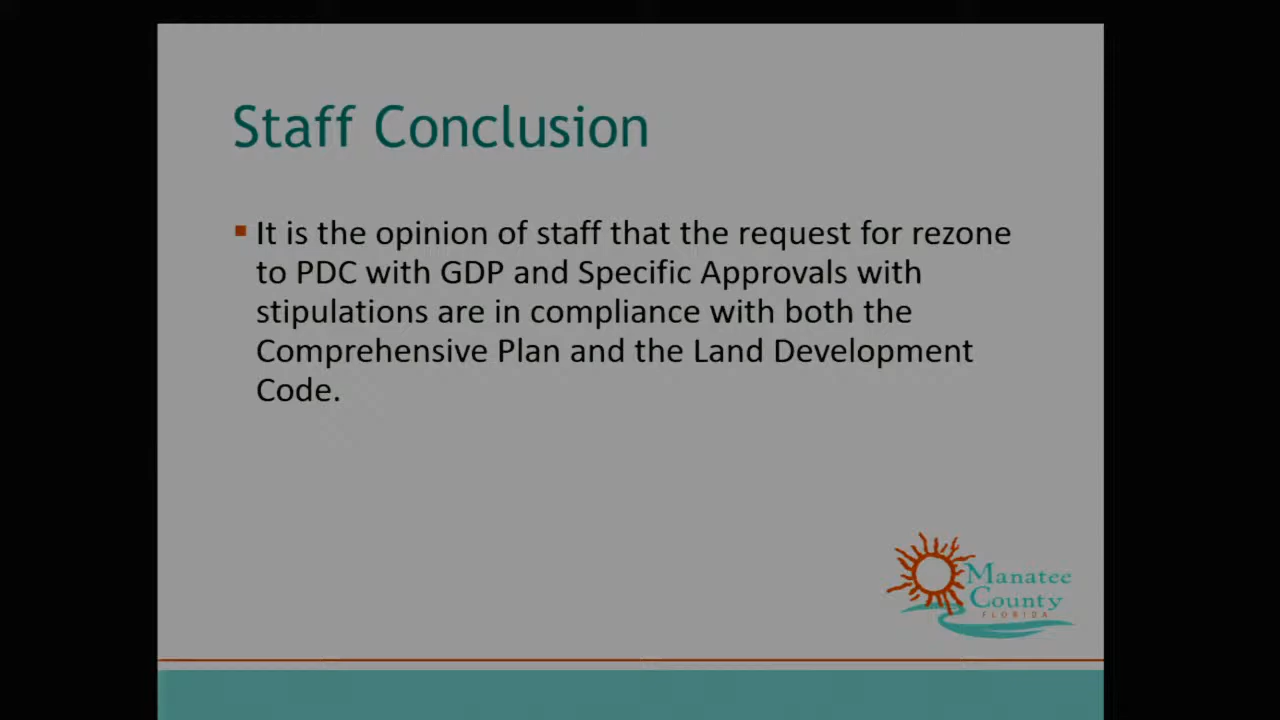 Staff Conclusion
It is the opinion of staff that the request for rezone
to PDC with GDP and Specific Approvals with
stipulations are in compliance with both the
Comprehensive Plan and the Land Development
Code.
Manatee
County
FLORIDA